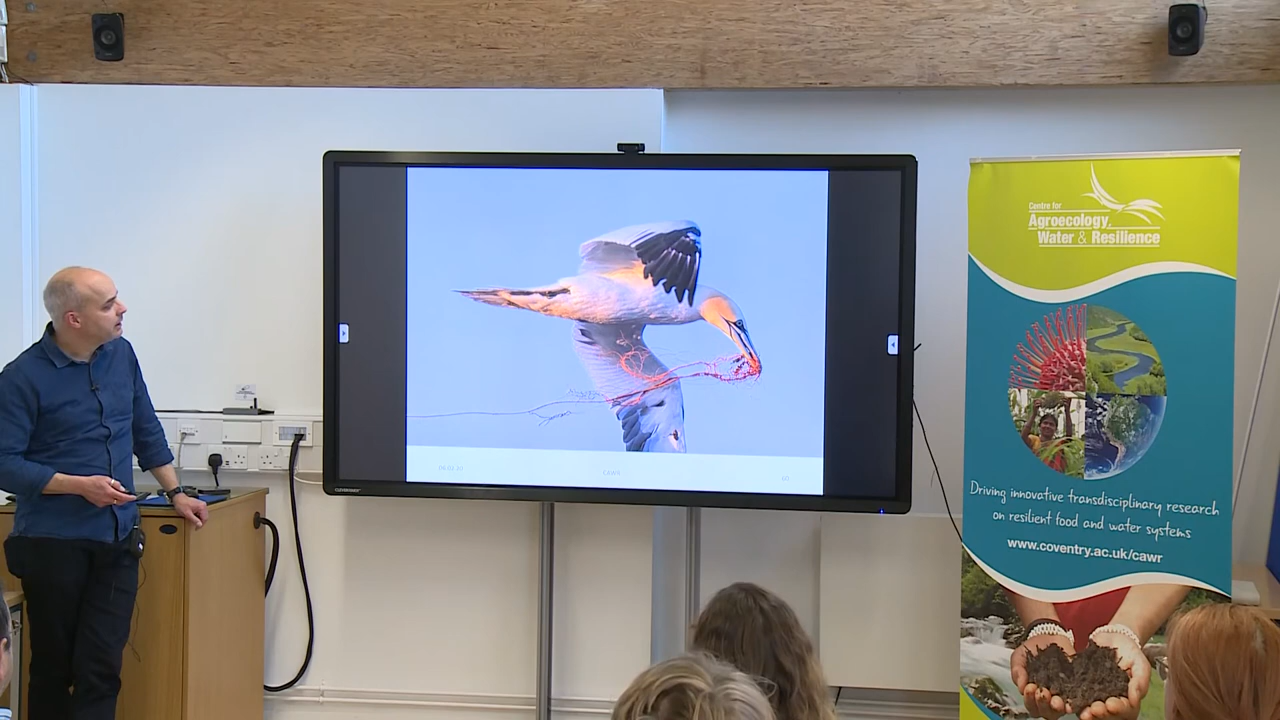 Centre for
Agroecology,
Water & Resilience
Driving innovative transdisciplinary research
on resilient food and water systems
www.coventry.ac.uk/cawr
CAWR
CLEVERTOUCH